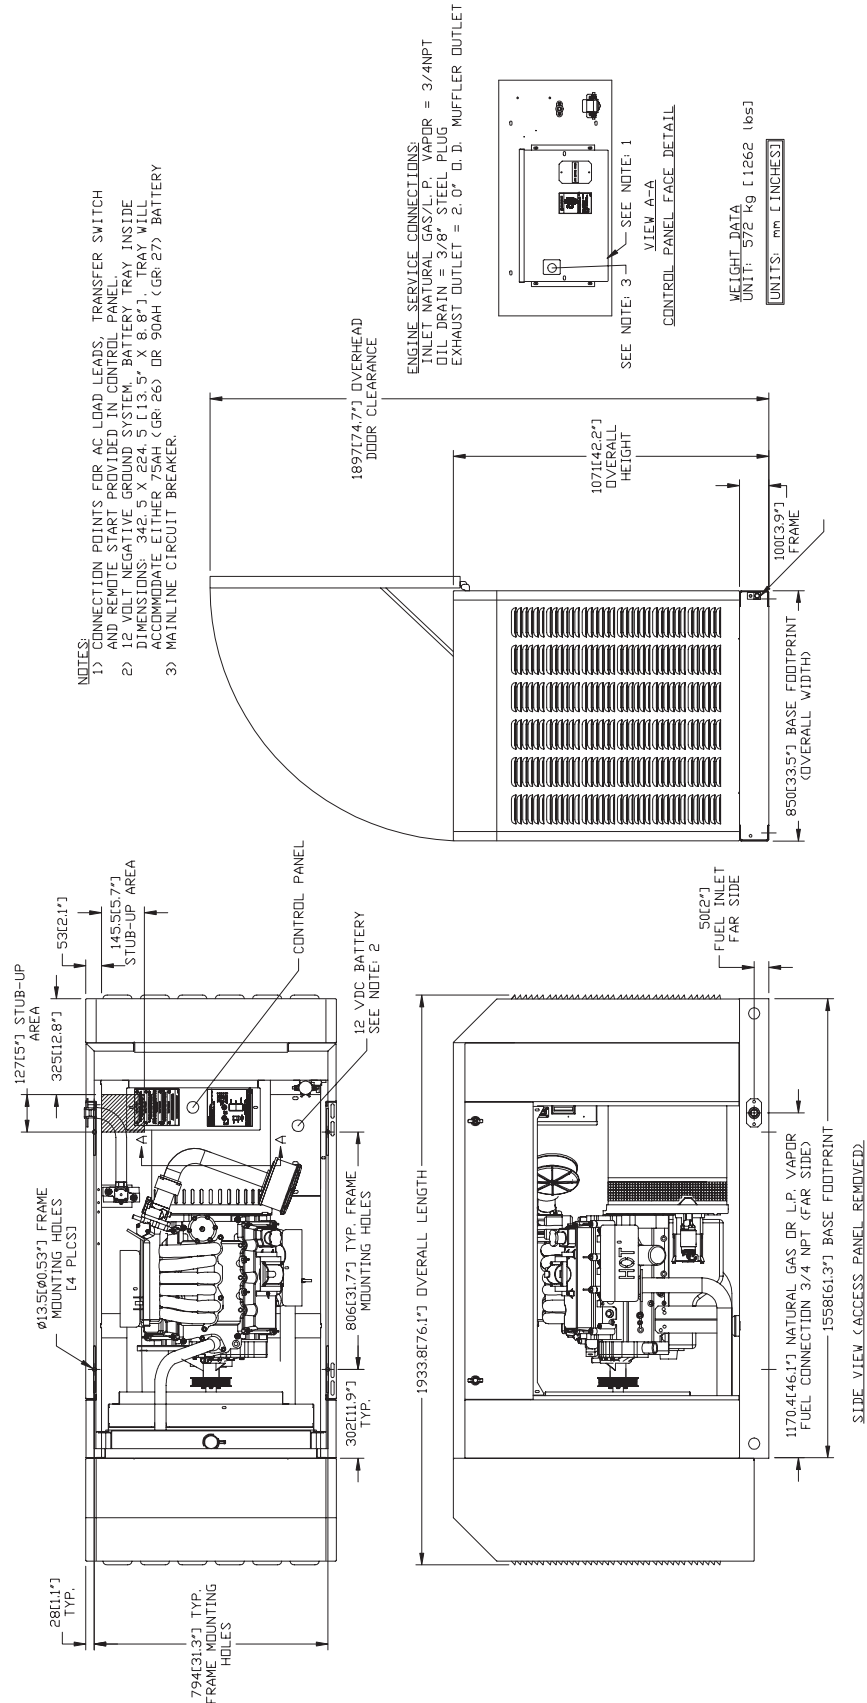 NOTES:
1) CONNECTION POINTS FOR AC LOAD LEADS, TRANSFER SWITCH
AND REMOTE START PROVIDED IN CONTROL PANEL.
2) 12 VOLT NEGATIVE GROUND SYSTEM. BATTERY TRAY INSIDE
DIMENSIONS: 342.5 X 224.5 [13.5" X 8.8"]. TRAY WILL
ACCOMMODATE EITHER 75AH (GR:26) OR 90AH (GR:27) BATTERY
3) MAINLINE CIRCUIT BREAKER.
ENGINE SERVICE CONNECTIONS:
INLET NATURAL GAS/L.P. VAPOR = 3/4NPT
OIL DRAIN = 3/8" STEEL PLUG
EXHAUST OUTLET = 2.0" O.D. MUFFLER OUTLET
SEE NOTE: 3
SEE NOTE: 1
VIEW A-A
CONTROL PANEL FACE DETAIL
WEIGHT DATA
UNIT: 572 kg [1262 lbs]
UNITS: mm [INCHES]
1897[74.7"] OVERHEAD
DOOR CLEARANCE
1071[42.2"]
OVERALL
HEIGHT
100[3.9"]
FRAME
850[33.5"] BASE FOOTPRINT
(OVERALL WIDTH)
28[1.1"]
TYP.
794[31.3"] TYP.
FRAME MOUNTING
HOLES
Ø13.5[Ø0.53"] FRAME
MOUNTING HOLES
[4 PLCS]
127[5"] STUB-UP
AREA
325[12.8"]
53[2.1"]
145.5[5.7"]
STUB-UP AREA
CONTROL PANEL
12 VDC BATTERY
SEE NOTE: 2
A
A
302[11.9"]
TYP.
806[31.7"] TYP. FRAME
MOUNTING HOLES
1933.8[76.1"] OVERALL LENGTH
HOT
50[2"]
FUEL INLET
FAR SIDE
1170.4[46.1"] NATURAL GAS OR L.P. VAPOR
FUEL CONNECTION 3/4 NPT (FAR SIDE)
1558[61.3"] BASE FOOTPRINT
SIDE VIEW (ACCESS PANEL REMOVED)